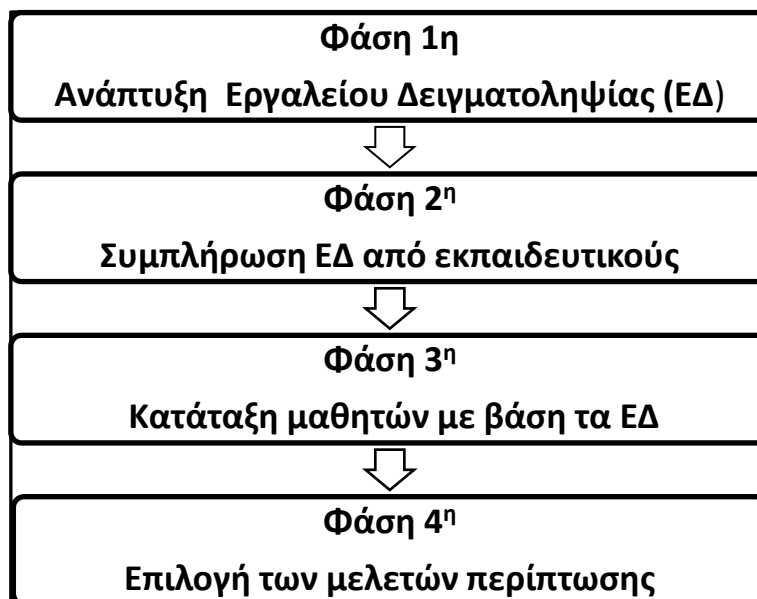 Φάση 1η
Ανάπτυξη Εργαλείου Δειγματοληψίας (ΕΔ)
Φάση 2η
Συμπλήρωση ΕΔ από εκπαιδευτικούς
Φάση 3η
Κατάταξη μαθητών με βάση τα ΕΔ
Φάση 4η
Επιλογή των μελετών περίπτωσης